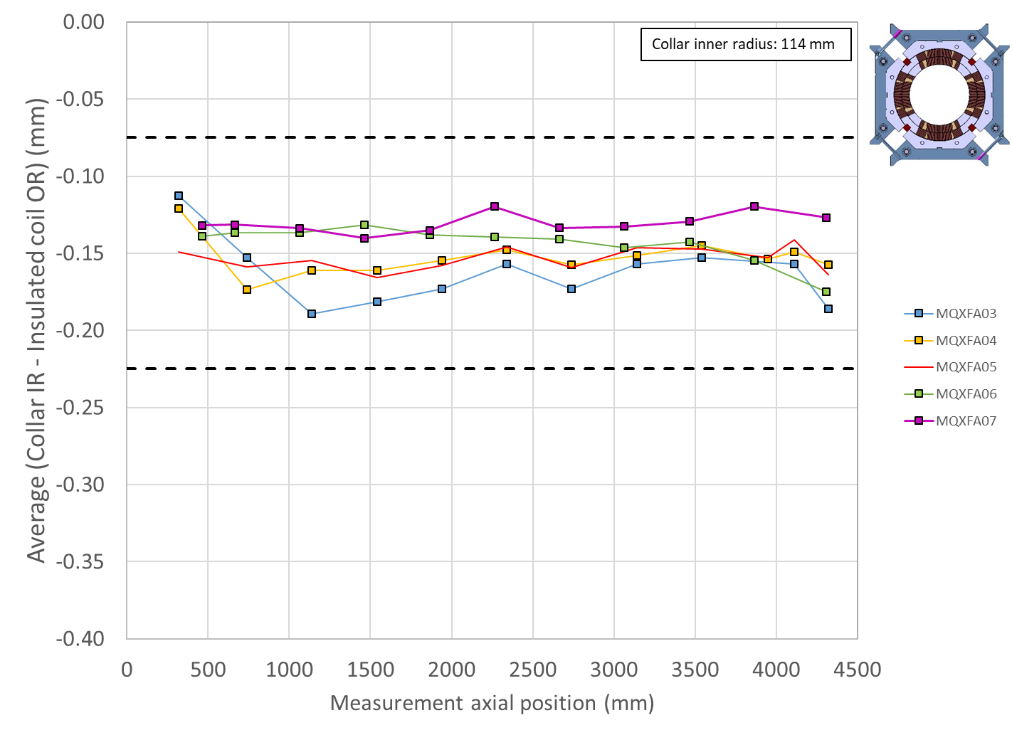 Collar inner radius: 114 mm
Average (Collar IR - Insulated coil OR) (mm)
0.00
-0.05
-0.10
-0.15
-0.20
-0.25
-0.30
-0.35
-0.40
0 500 1000 1500 2000 2500 3000 3500 4000 4500
Measurement axial position (mm)
MQXFA03
MQXFA04
MQXFA05
MQXFA06
MQXFA07